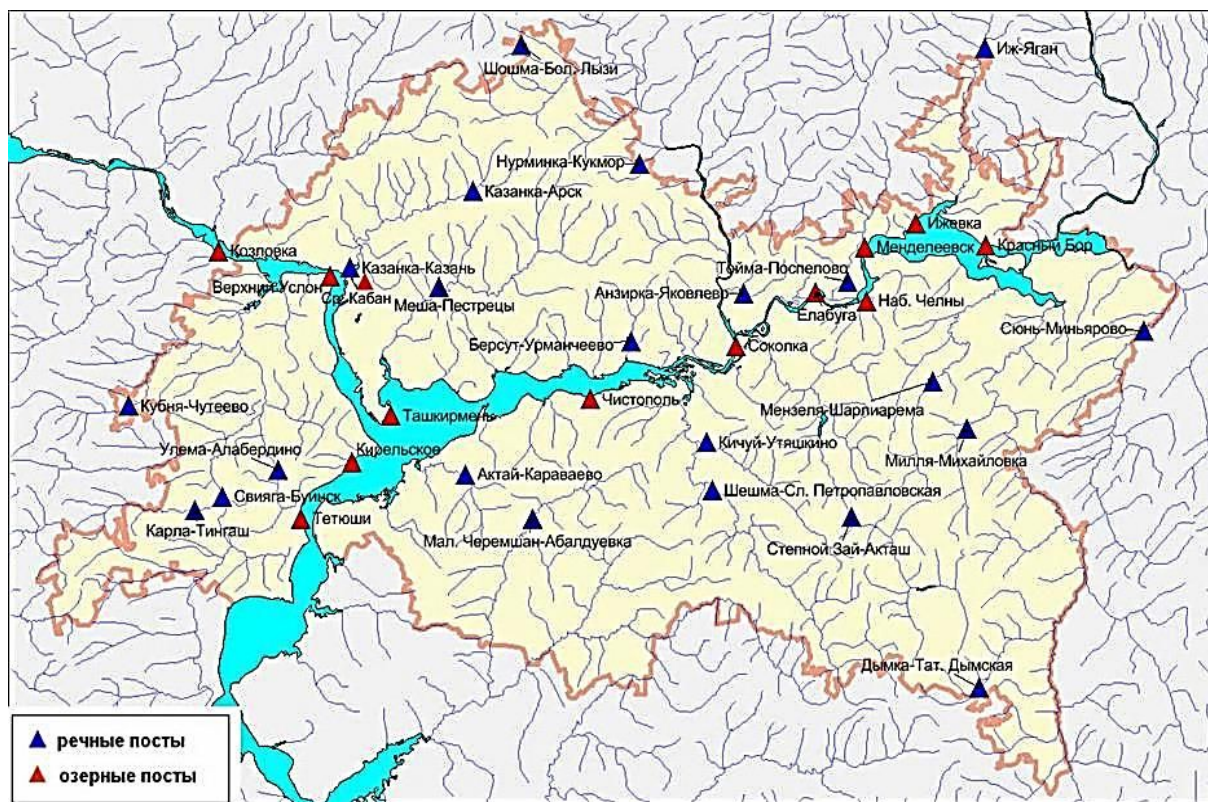 Иж-Яган
Шошма-Бол. Лызи
Нурминка-Кукмор
Казанка-Арск
Ижевка
Козловка
Менделеевск
Красный Бор
Казанка-Казань
Тойма-Поспелово
Верхний Услон
Ср. Кабан
Меша-Пестрецы
Анзирка-Яковлево
Наб. Челны
Елабуга
Сюнь-Миньярово
Берсут-Урманчеево
Соколка
Чистополь
Мензеля-Шарлиарема
Кубня-Чутеево
Ташкирмень
Кичуй-Утяшкино
Улема-Алабердино
Кирельское
Милля-Михайловка
Актай-Караваево
Свияга-Буинск
Шешма-Сл. Петропавловская
Карла-Тингаш
Тетюши
Мал. Черемшан-Абалдуевка
Степной Зай-Акташ
Дымка-Тат. Дымская
речные посты
озерные посты